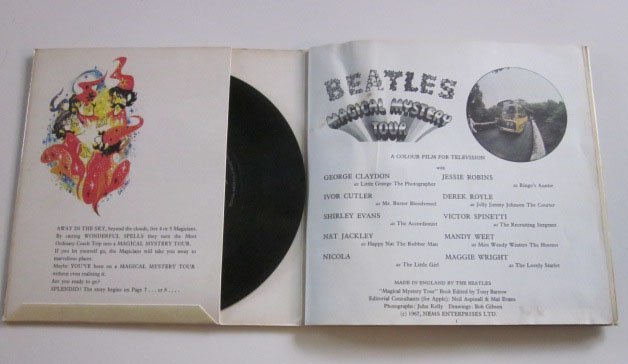 AWAY IN THE SKY, beyond the clouds, live 4 or 5 Magicians.
By casting WONDERFUL SPELLS they turn the Most
Ordinary Coach Trip into a MAGICAL MYSTERY TOUR.
If you let yourself go, the Magicians will take you away to
marvellous places.
Maybe YOU'VE been on a MAGICAL MYSTERY TOUR
without even realising it.
Are you ready to go?
SPLENDID! The story begins on Page 7 . . . or 6 . . . .
BEATLES
MAGICAL MYSTERY
TOUR
A COLOUR FILM FOR TELEVISION
with
GEORGE CLAYDON
as Little George The Photographer
JESSIE ROBINS
as Ringo's Auntie
IVOR CUTLER
as Mr. Buster Bloodvessel
DEREK ROYLE
as Jolly Jimmy Johnson The Courier
SHIRLEY EVANS
as The Accordionist
VICTOR SPINETTI
as The Recruiting Sergeant
NAT JACKLEY
as Happy Nat The Rubber Man
MANDY WEET
as Miss Wendy Winters The Hostess
NICOLA
as The Little Girl
MAGGIE WRIGHT
as The Lovely Starlet
MADE IN ENGLAND BY THE BEATLES
"Magical Mystery Tour" Book Edited by Tony Barrow
Editorial Consultants (for Apple): Neil Aspinall & Mal Evans
Photographs: John Kelly Drawings: Bob Gibson
(c) 1967, NEMS ENTERPRISES LTD.
1